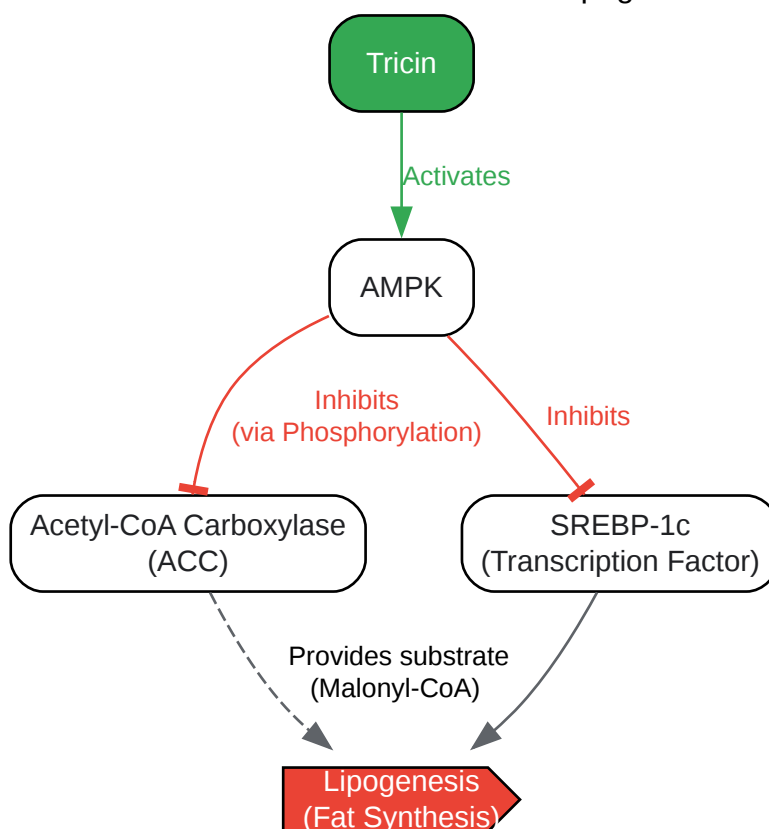 Tricin
Activates
AMPK
Inhibits
(via Phosphorylation)
Inhibits
Acetyl-CoA Carboxylase
(ACC)
SREBP-1c
(Transcription Factor)
Provides substrate
(Malonyl-CoA)
Lipogenesis
(Fat Synthesis)